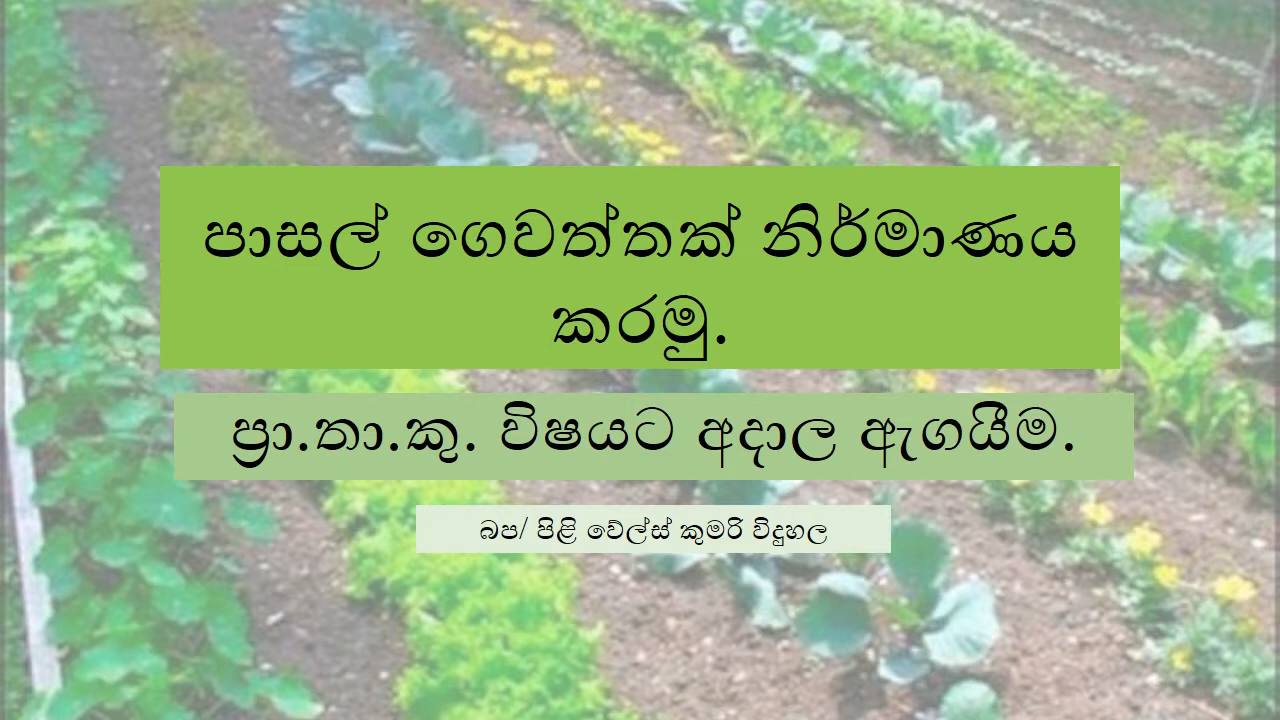 පාසල් ගෙවත්තක් නිර්මාණය
කරමු.
ප්‍රා.තා.කු. විෂයට අදාල ඇගයීම.
බප/ පිළි වේල්ස් කුමරි විදුහල